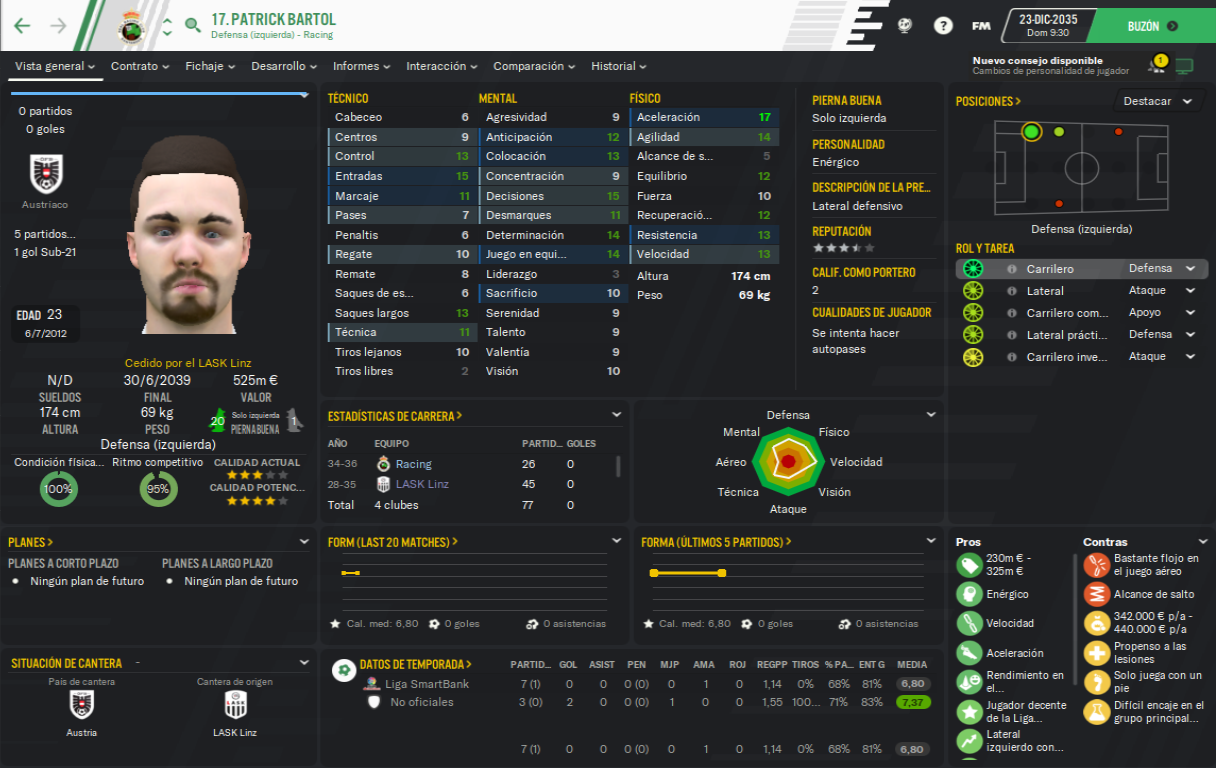 17. PATRICK BARTOL
Defensa (izquierda) - Racing
? FM
23-DIC-2035
Dom 9:30
BUZÓN
Vista general Contrato Fichaje Desarrollo Informes Interacción Comparación Historial
Nuevo consejo disponible
Cambios de personalidad de jugador
1
0 partidos
0 goles
Austríaco
5 partidos...
1 gol Sub-21
EDAD 23
6/7/2012
Cedido por el LASK Linz
N/D 30/6/2039 525m €
SUELDOS FINAL VALOR
174 cm 69 kg 20 Solo izquierda 1
ALTURA PESO PIERNA BUENA
Defensa (izquierda)
Condición física... Ritmo competitivo CALIDAD ACTUAL
100% 95%
CALIDAD POTENC...
TÉCNICO
Cabeceo 6
Centros 9
Control 13
Entradas 15
Marcaje 11
Pases 7
Penaltis 6
Regate 10
Remate 8
Saques de es... 6
Saques largos 13
Técnica 11
Tiros lejanos 10
Tiros libres 2
MENTAL
Agresividad 9
Anticipación 12
Colocación 13
Concentración 9
Decisiones 15
Desmarques 11
Determinación 14
Juego en equi... 14
Liderazgo 3
Sacrificio 10
Serenidad 9
Talento 9
Valentía 9
Visión 10
FÍSICO
Aceleración 17
Agilidad 14
Alcance de s... 5
Equilibrio 12
Fuerza 10
Recuperació... 12
Resistencia 13
Velocidad 13
Altura 174 cm
Peso 69 kg
PIERNA BUENA
Solo izquierda
PERSONALIDAD
Enérgico
DESCRIPCIÓN DE LA PRE...
Lateral defensivo
REPUTACIÓN
CALIF. COMO PORTERO
2
CUALIDADES DE JUGADOR
Se intenta hacer
autopases
POSICIONES >
Destacar
Defensa (izquierda)
ROL Y TAREA
Carrilero Defensa
Lateral Ataque
Carrilero com... Apoyo
Lateral prácti... Defensa
Carrilero inve... Ataque
ESTADÍSTICAS DE CARRERA >
AÑO EQUIPO PARTID... GOLES
34-36 Racing 26 0
28-35 LASK Linz 45 0
Total 4 clubes 77 0
Defensa
Mental Físico
Aéreo Velocidad
Técnica Visión
Ataque
PLANES >
PLANES A CORTO PLAZO PLANES A LARGO PLAZO
• Ningún plan de futuro • Ningún plan de futuro
FORM (LAST 20 MATCHES) >
Cal. med: 6,80 0 goles 0 asistencias
FORMA (ÚLTIMOS 5 PARTIDOS) >
Cal. med: 6,80 0 goles 0 asistencias
Pros
230m € -
325m €
Enérgico
Velocidad
Aceleración
Rendimiento en
el...
Jugador decente
de la Liga...
Lateral
izquierdo con...
Contras
Bastante flojo en
el juego aéreo
Alcance de salto
342.000 € p/a -
440.000 € p/a
Propenso a las
lesiones
Solo juega con un
pie
Difícil encaje en el
grupo principal...
SITUACIÓN DE CANTERA -
País de cantera Cantera de origen
Austria LASK Linz
DATOS DE TEMPORADA > PARTID... GOL ASIST PEN MJP AMA ROJ REGPP TIROS % PA... ENT G MEDIA
Liga SmartBank 7 (1) 0 0 0 (0) 0 1 0 1,14 0% 68% 81% 6,80
No oficiales 3 (0) 2 0 0 (0) 1 0 0 1,55 100... 71% 83% 7,37
7 (1) 0 0 0 (0) 0 1 0 1,14 0% 68% 81% 6,80